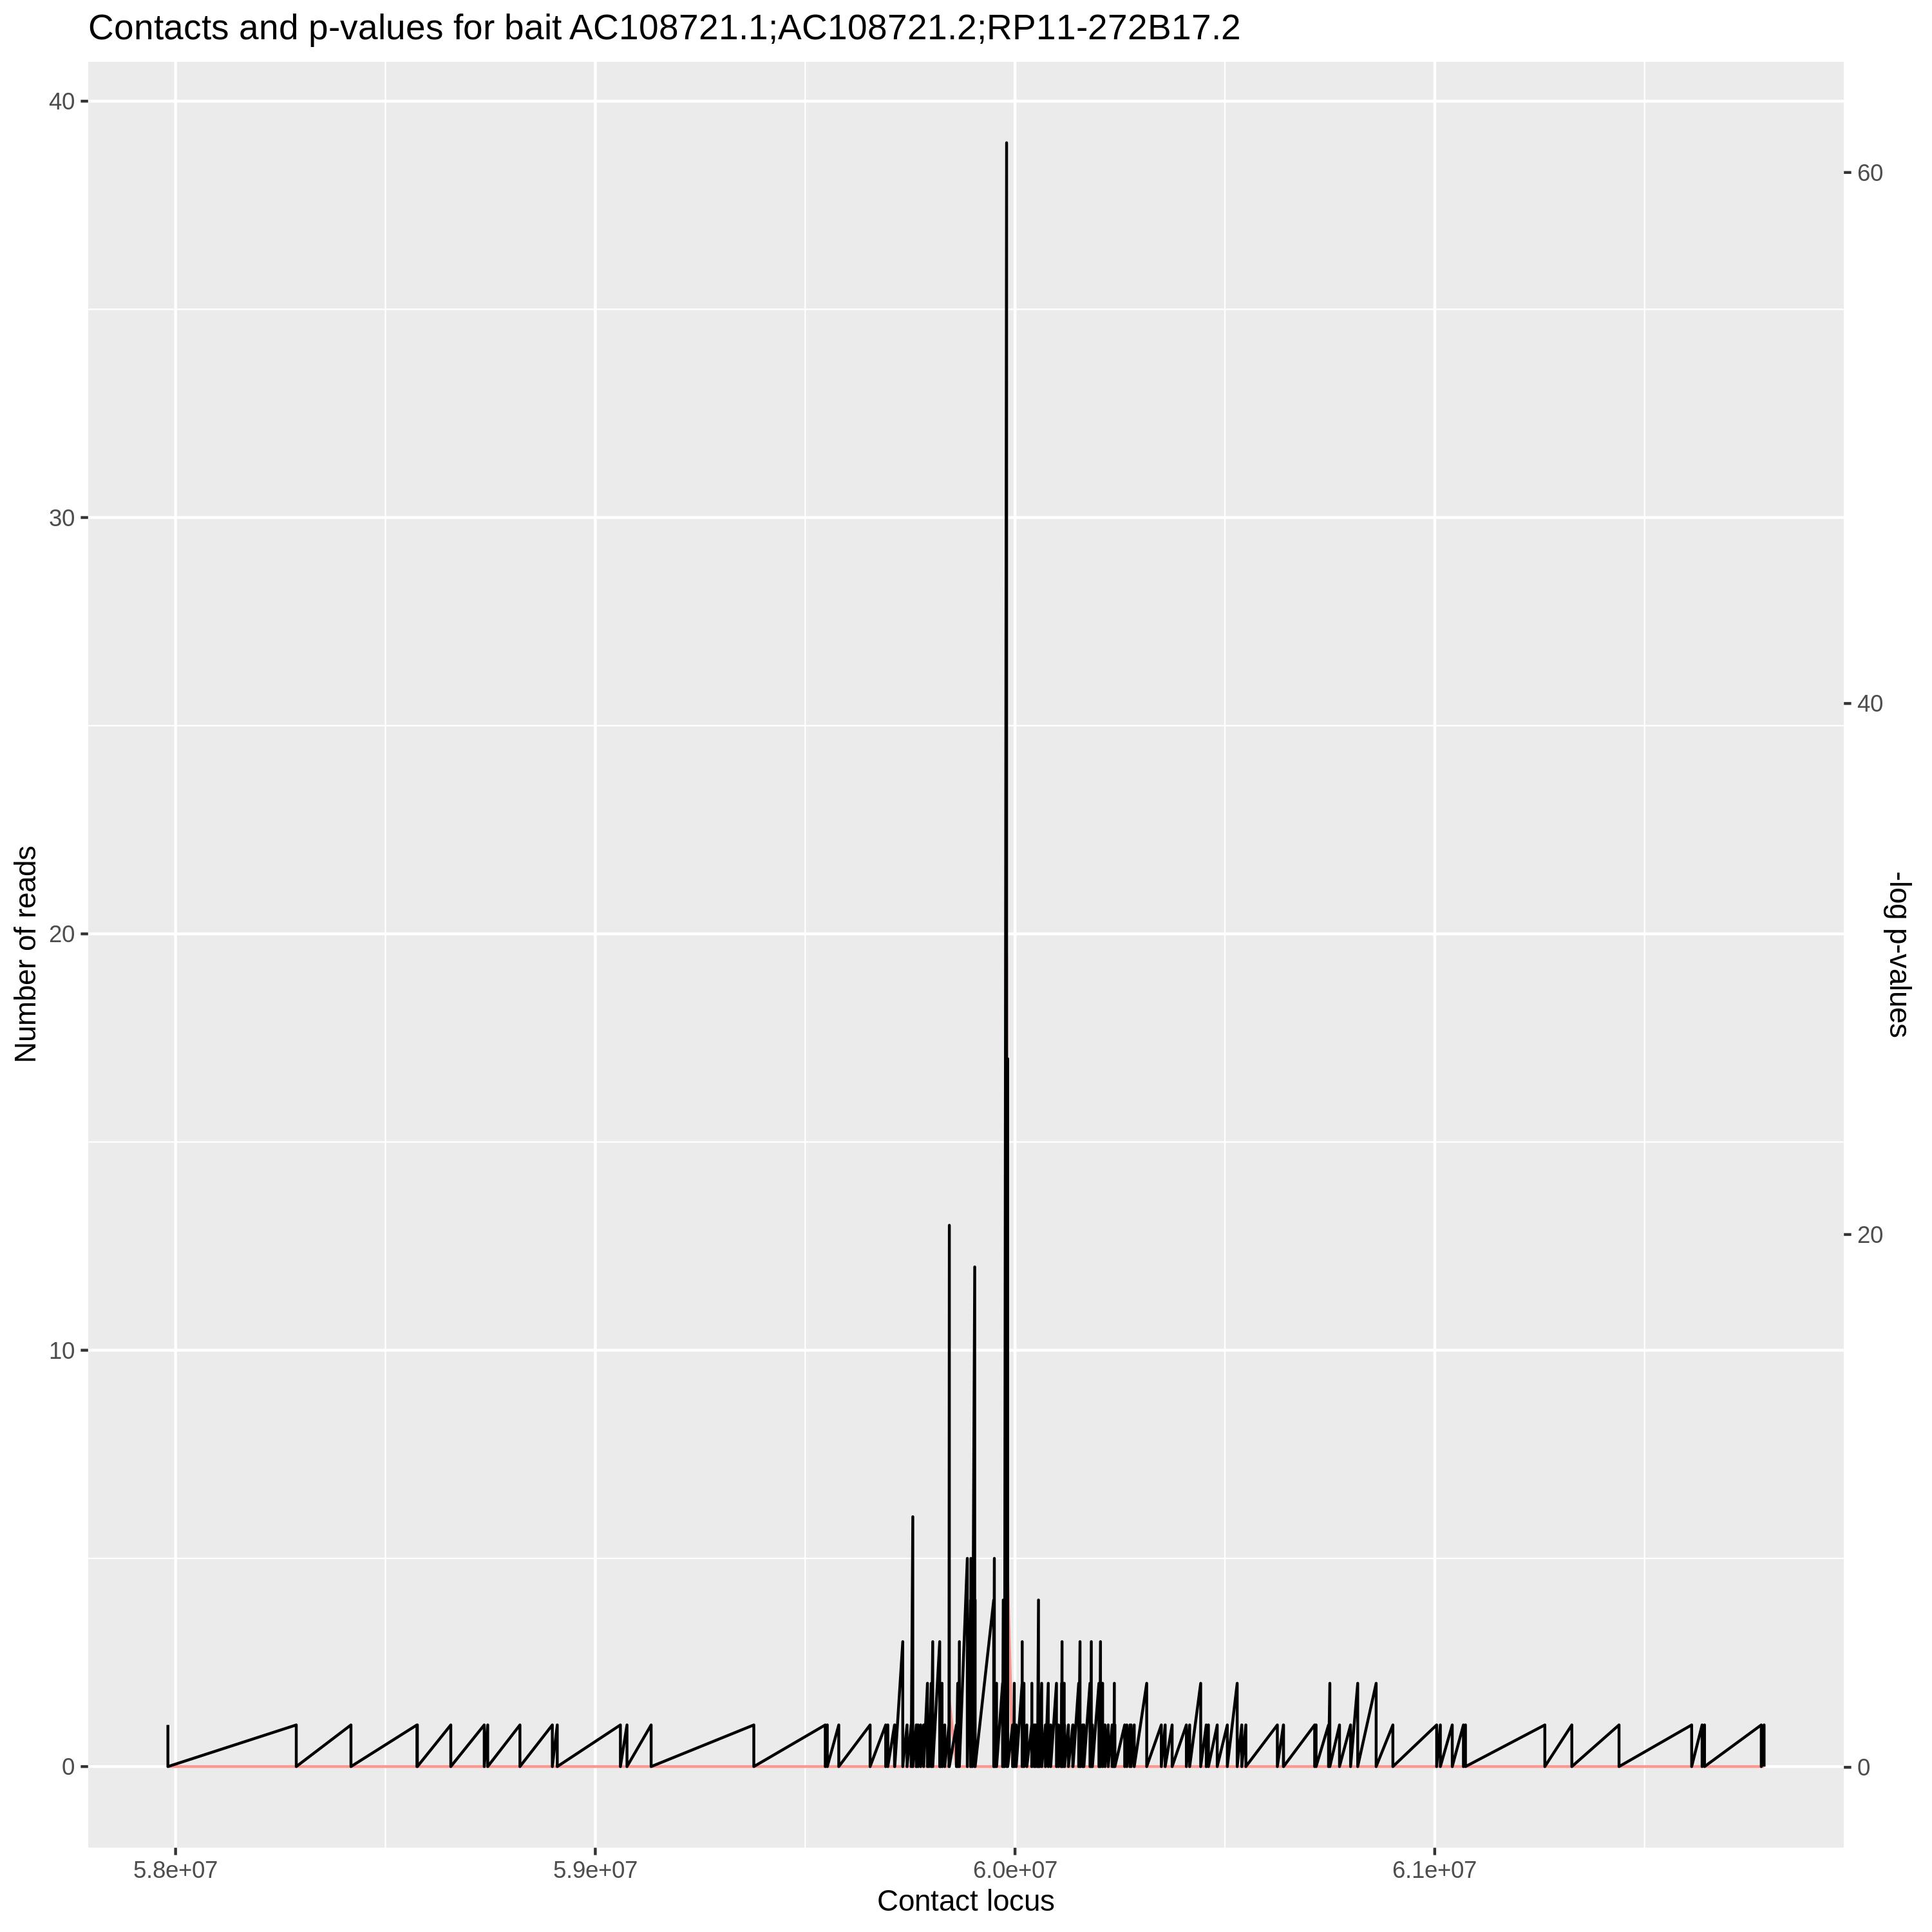 Contacts and p-values for bait AC108721.1;AC108721.2;RP11-272B17.2
40
30
20
10
0
Number of reads
60
40
20
0
-log p-values
5.8e+07
5.9e+07
6.0e+07
6.1e+07
Contact locus